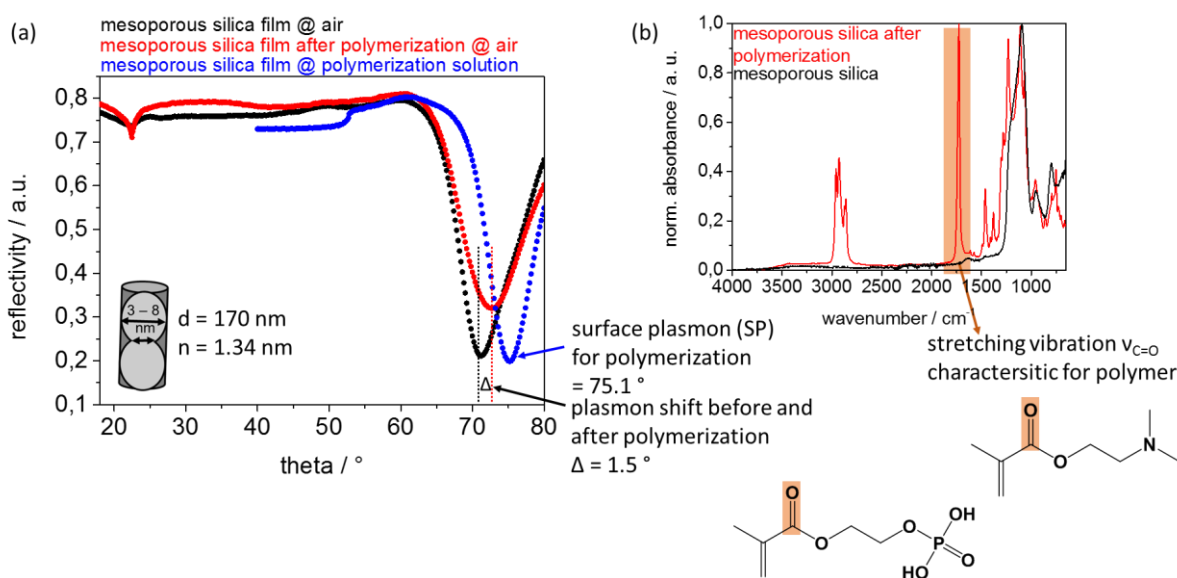 (a)
mesoporous silica film @ air
mesoporous silica film after polymerization @ air
mesoporous silica film @ polymerization solution
0,8
0,7
0,6
0,5
0,4
0,3
0,2
0,1
reflectivity / a.u.
20 30 40 50 60 70 80
theta / °
3 – 8
nm
d = 170 nm
n = 1.34 nm
Δ
surface plasmon (SP)
for polymerization
= 75.1 °
plasmon shift before and
after polymerization
Δ = 1.5 °
(b)
mesoporous silica after
polymerization
mesoporous silica
1,0
0,8
0,6
0,4
0,2
0,0
norm. absorbance / a. u.
4000 3500 3000 2500 2000 1500 1000
wavenumber / cm-1
stretching vibration νC=O
charactersitic for polymer
O
O
N
O
O
O
P
OH
O
HO